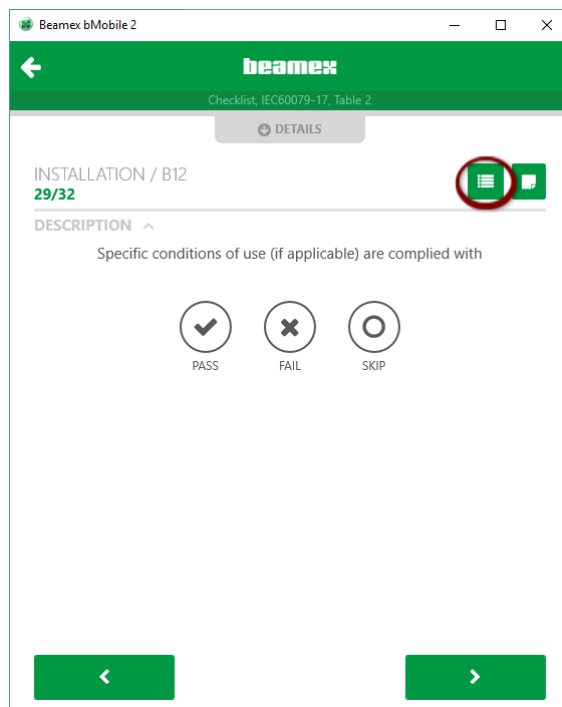 Beamex bMobile 2
beamex
Checklist, IEC60079-17, Table 2
DETAILS
INSTALLATION / B12
29/32
DESCRIPTION
Specific conditions of use (if applicable) are complied with
PASS FAIL SKIP